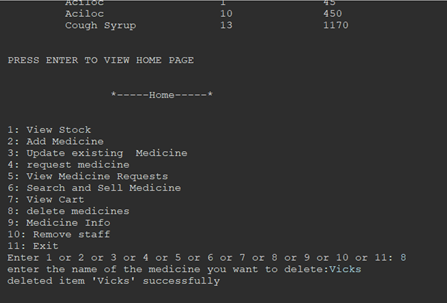 Aciloc 1 45
Aciloc 10 450
Cough Syrup 13 1170
PRESS ENTER TO VIEW HOME PAGE
*-----Home-----*
1: View Stock
2: Add Medicine
3: Update existing  Medicine
4: request medicine
5: View Medicine Requests
6: Search and Sell Medicine
7: View Cart
8: delete medicines
9: Medicine Info
10: Remove staff
11: Exit
Enter 1 or 2 or 3 or 4 or 5 or 6 or 7 or 8 or 9 or 10 or 11: 8
enter the name of the medicine you want to delete:Vicks
deleted item 'Vicks' successfully